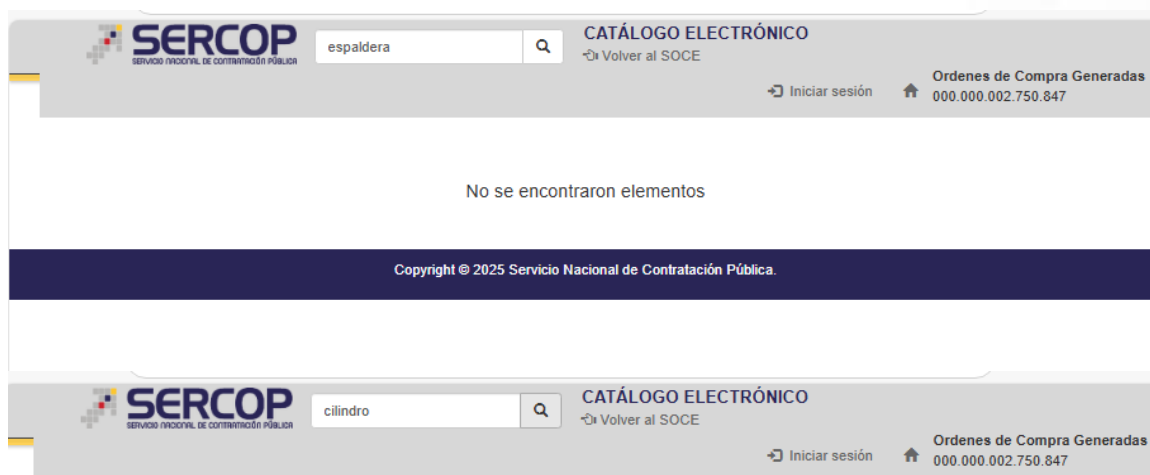 SERCOP
SERVICIO NACIONAL DE CONTRATACIÓN PÚBLICA
espaldera
CATÁLOGO ELECTRÓNICO
Volver al SOCE
Iniciar sesión
Ordenes de Compra Generadas
000.000.002.750.847
No se encontraron elementos
Copyright © 2025 Servicio Nacional de Contratación Pública.
SERCOP
SERVICIO NACIONAL DE CONTRATACIÓN PÚBLICA
cilindro
CATÁLOGO ELECTRÓNICO
Volver al SOCE
Iniciar sesión
Ordenes de Compra Generadas
000.000.002.750.847